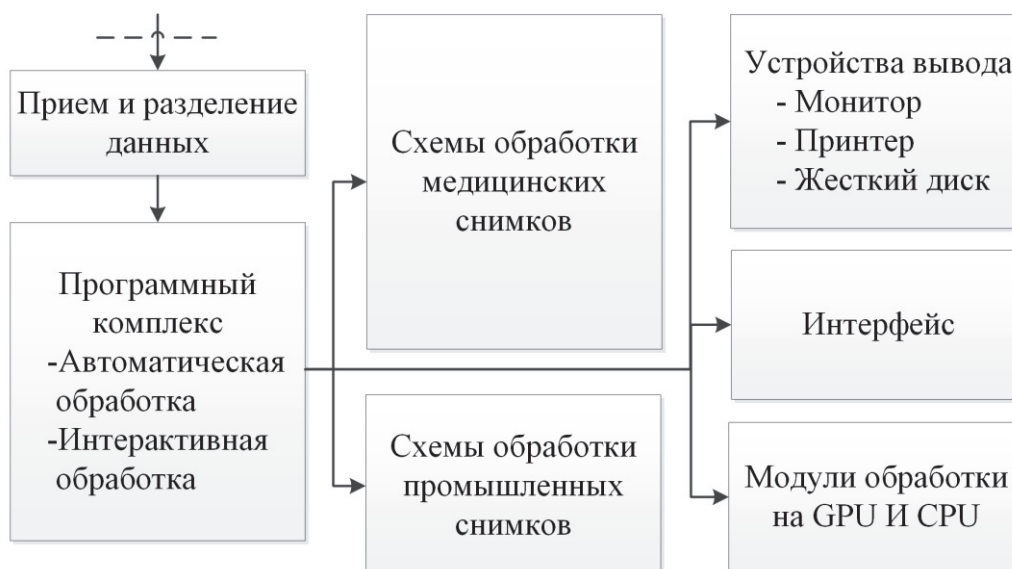 Прием и разделение
данных
Программный
комплекс
-Автоматическая
обработка
-Интерактивная
обработка
Схемы обработки
медицинских
снимков
Схемы обработки
промышленных
снимков
Устройства вывода
- Монитор
- Принтер
- Жесткий диск
Интерфейс
Модули обработки
на GPU И CPU